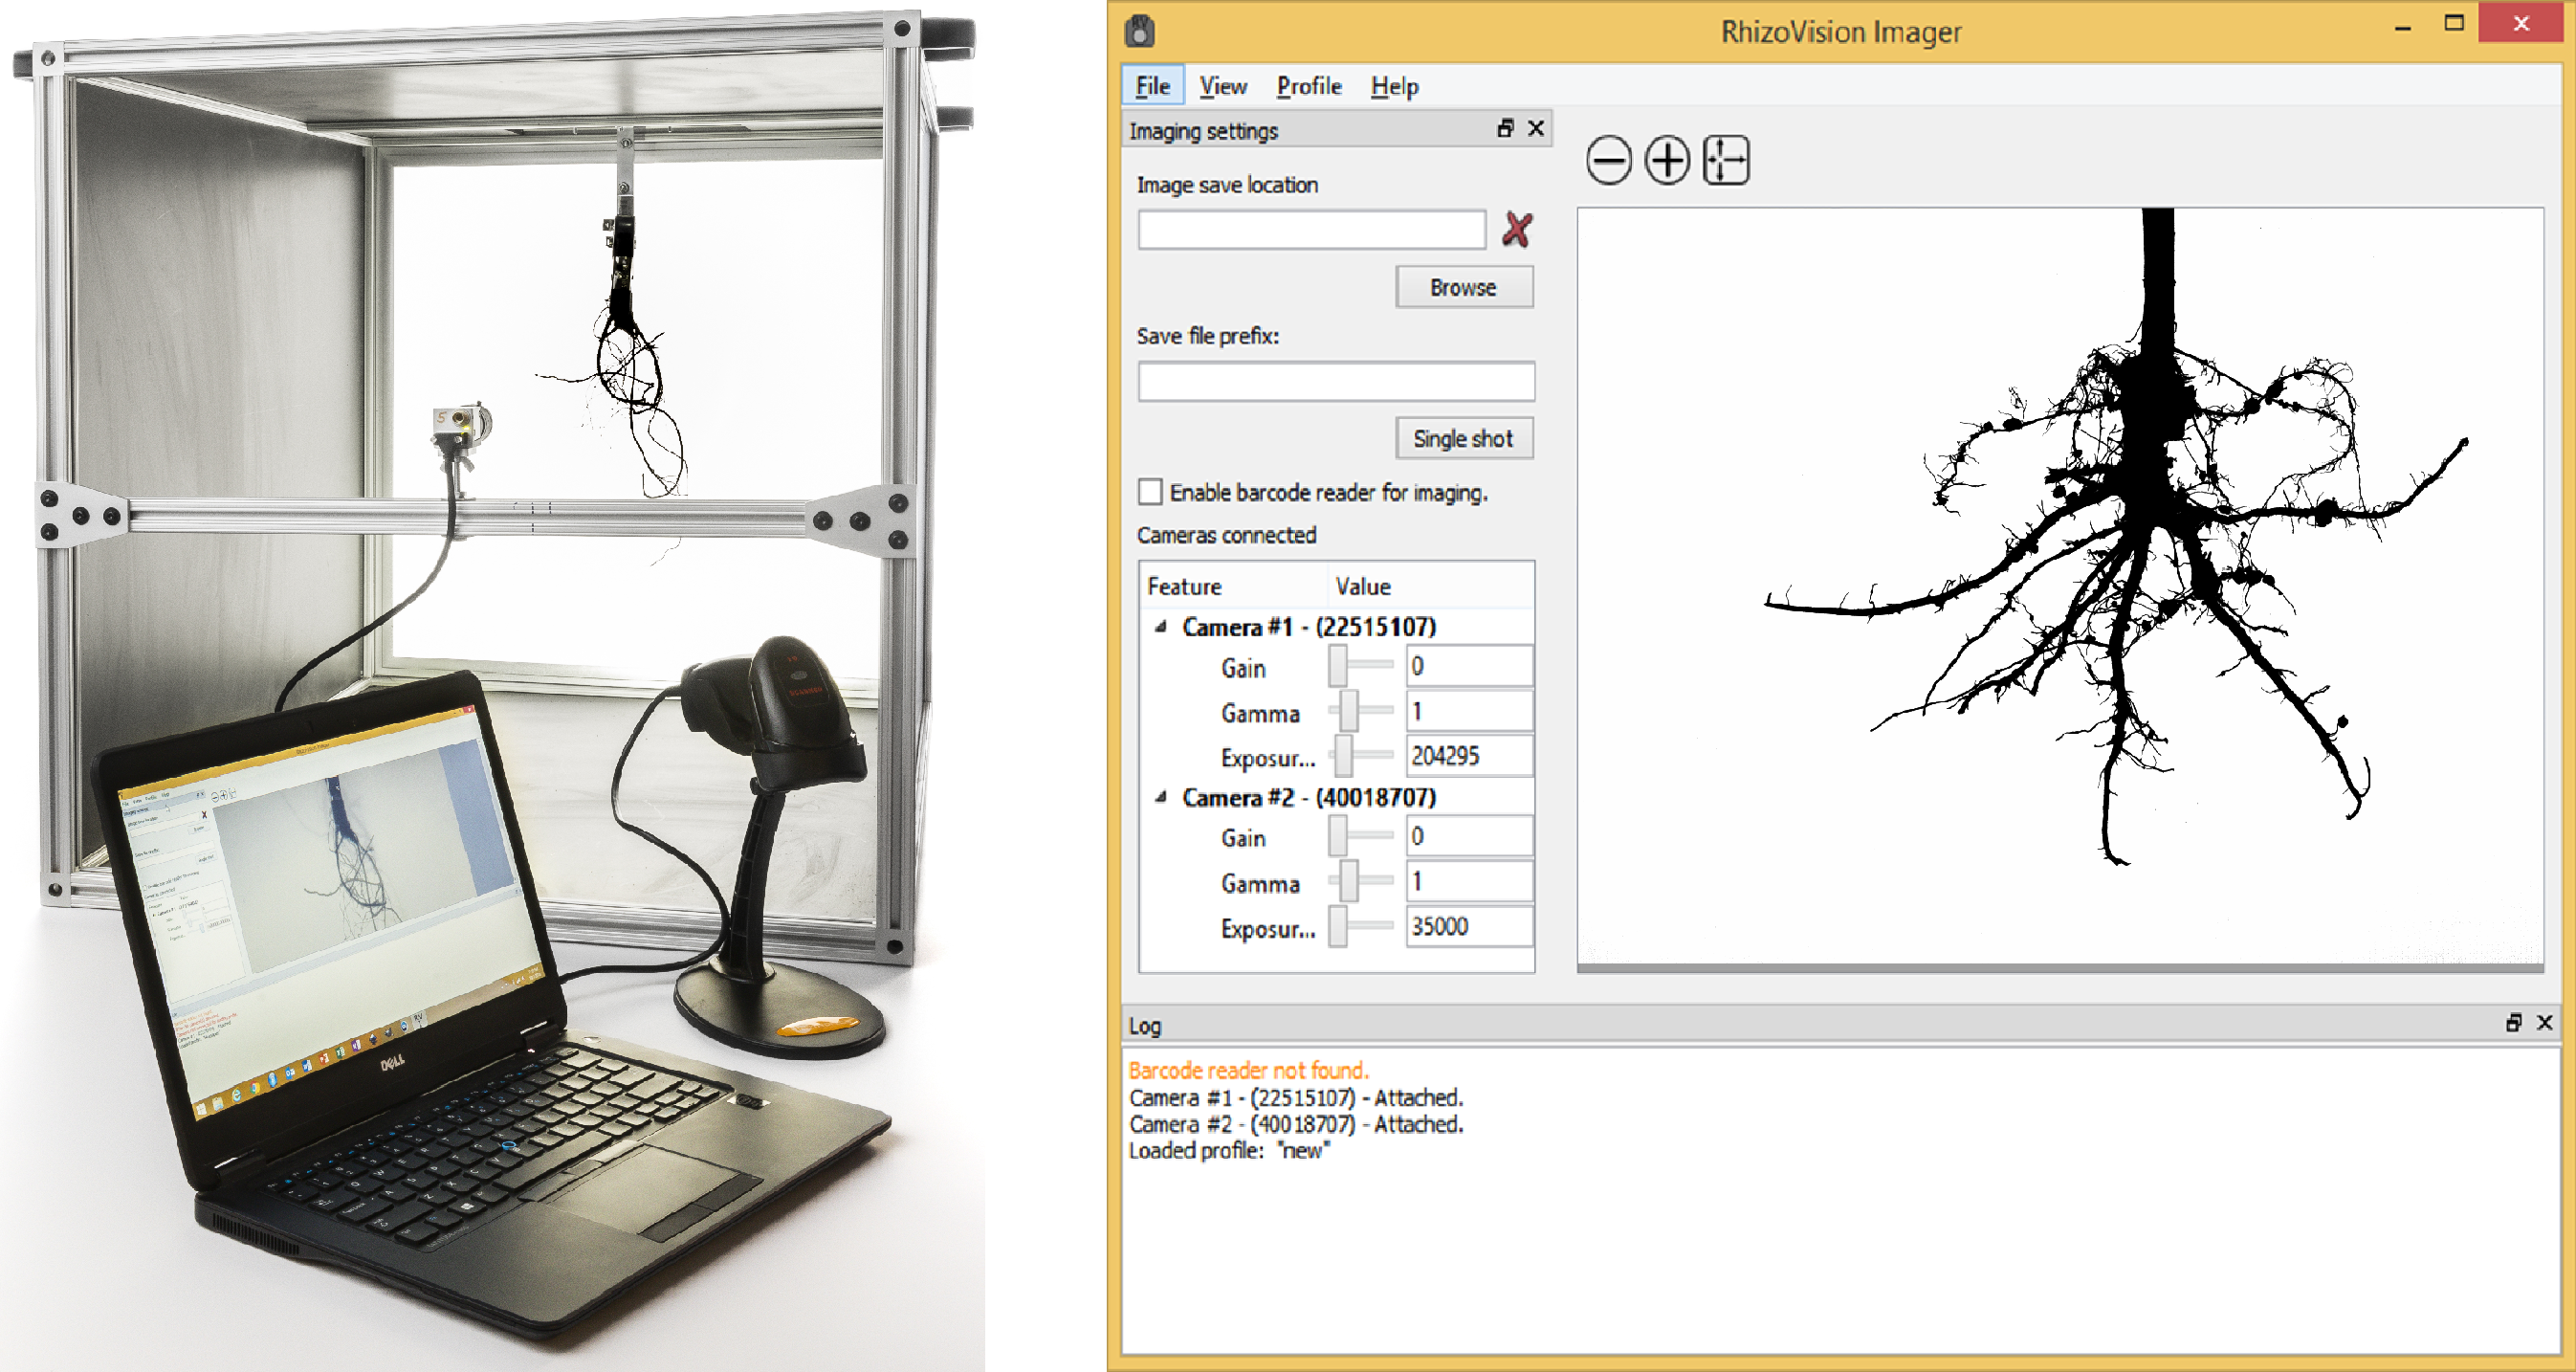 5
DELL
RhizoVision Imager
File View Profile Help
Imaging settings
Image save location
Browse
Save file prefix:
Single shot
Enable barcode reader for imaging.
Cameras connected
Feature Value
Camera #1 - (22515107)
Gain 0
Gamma 1
Exposur... 204295
Camera #2 - (40018707)
Gain 0
Gamma 1
Exposur... 35000
Log
Barcode reader not found.
Camera #1 - (22515107) - Attached.
Camera #2 - (40018707) - Attached.
Loaded profile: "new"